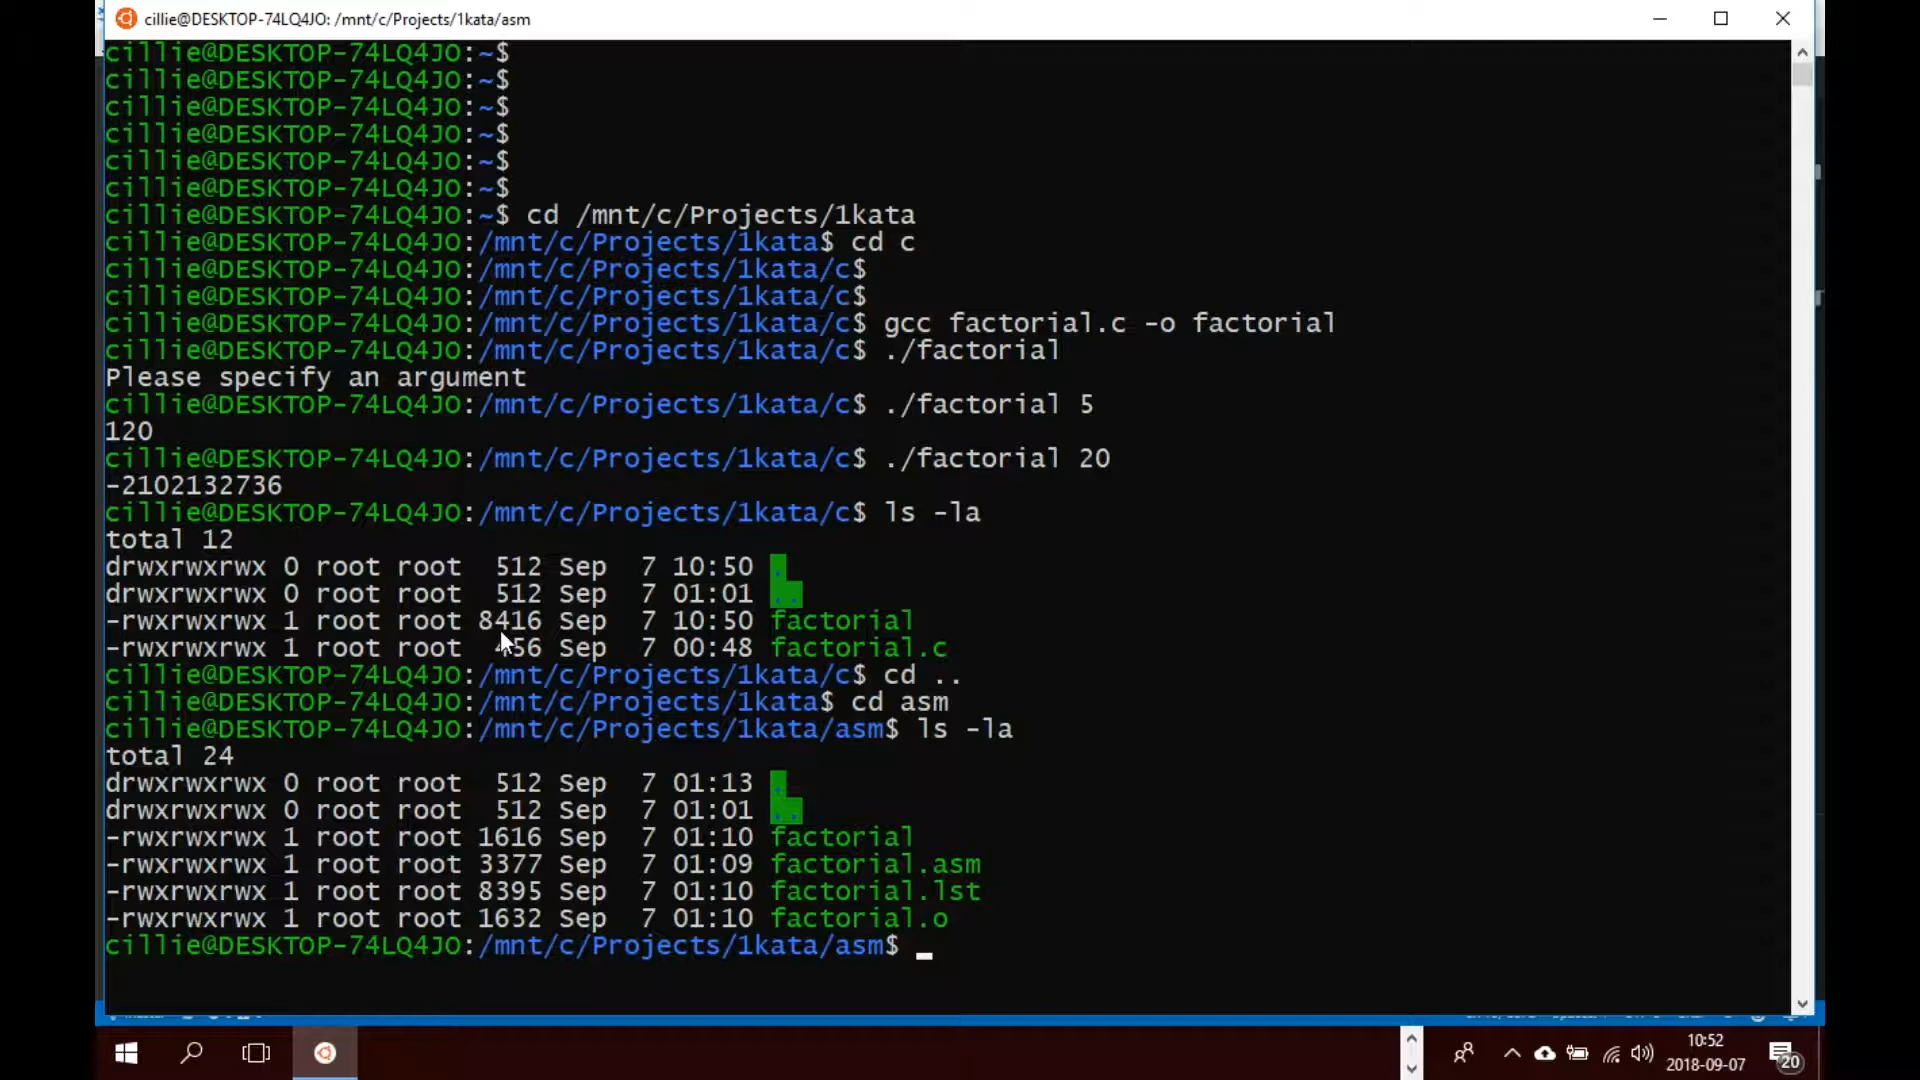 cillie@DESKTOP-74LQ4JO: /mnt/c/Projects/1kata/asm
cillie@DESKTOP-74LQ4JO:~$
cillie@DESKTOP-74LQ4JO:~$
cillie@DESKTOP-74LQ4JO:~$
cillie@DESKTOP-74LQ4JO:~$
cillie@DESKTOP-74LQ4JO:~$
cillie@DESKTOP-74LQ4JO:~$
cillie@DESKTOP-74LQ4JO:~$ cd /mnt/c/Projects/1kata
cillie@DESKTOP-74LQ4JO:/mnt/c/Projects/1kata$ cd c
cillie@DESKTOP-74LQ4JO:/mnt/c/Projects/1kata/c$
cillie@DESKTOP-74LQ4JO:/mnt/c/Projects/1kata/c$
cillie@DESKTOP-74LQ4JO:/mnt/c/Projects/1kata/c$ gcc factorial.c -o factorial
cillie@DESKTOP-74LQ4JO:/mnt/c/Projects/1kata/c$ ./factorial
Please specify an argument
cillie@DESKTOP-74LQ4JO:/mnt/c/Projects/1kata/c$ ./factorial 5
120
cillie@DESKTOP-74LQ4JO:/mnt/c/Projects/1kata/c$ ./factorial 20
-2102132736
cillie@DESKTOP-74LQ4JO:/mnt/c/Projects/1kata/c$ ls -la
total 12
drwxrwxrwx 0 root root 512 Sep 7 10:50 .
drwxrwxrwx 0 root root 512 Sep 7 01:01 ..
-rwxrwxrwx 1 root root 8416 Sep 7 10:50 factorial
-rwxrwxrwx 1 root root 456 Sep 7 00:48 factorial.c
cillie@DESKTOP-74LQ4JO:/mnt/c/Projects/1kata/c$ cd ..
cillie@DESKTOP-74LQ4JO:/mnt/c/Projects/1kata$ cd asm
cillie@DESKTOP-74LQ4JO:/mnt/c/Projects/1kata/asm$ ls -la
total 24
drwxrwxrwx 0 root root 512 Sep 7 01:13 .
drwxrwxrwx 0 root root 512 Sep 7 01:01 ..
-rwxrwxrwx 1 root root 1616 Sep 7 01:10 factorial
-rwxrwxrwx 1 root root 3377 Sep 7 01:09 factorial.asm
-rwxrwxrwx 1 root root 8395 Sep 7 01:10 factorial.lst
-rwxrwxrwx 1 root root 1632 Sep 7 01:10 factorial.o
cillie@DESKTOP-74LQ4JO:/mnt/c/Projects/1kata/asm$
10:52
2018-09-07
20